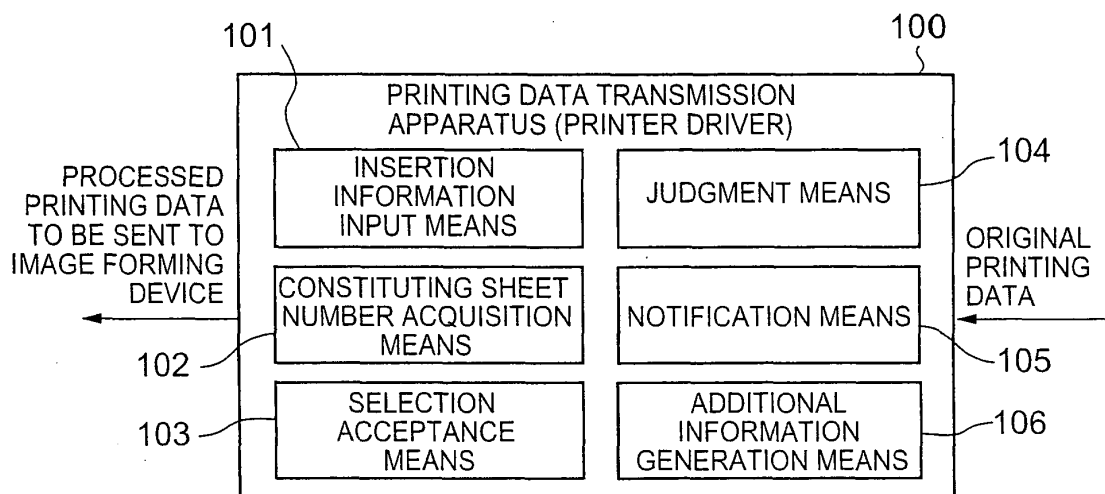 101
100
PRINTING DATA TRANSMISSION
APPARATUS (PRINTER DRIVER)
INSERTION
INFORMATION
INPUT MEANS
JUDGMENT MEANS
104
PROCESSED
PRINTING DATA
TO BE SENT TO
IMAGE FORMING
DEVICE
ORIGINAL
PRINTING
DATA
CONSTITUTING SHEET
NUMBER ACQUISITION
MEANS
NOTIFICATION MEANS
102
105
SELECTION
ACCEPTANCE
MEANS
103
ADDITIONAL
INFORMATION
GENERATION MEANS
106